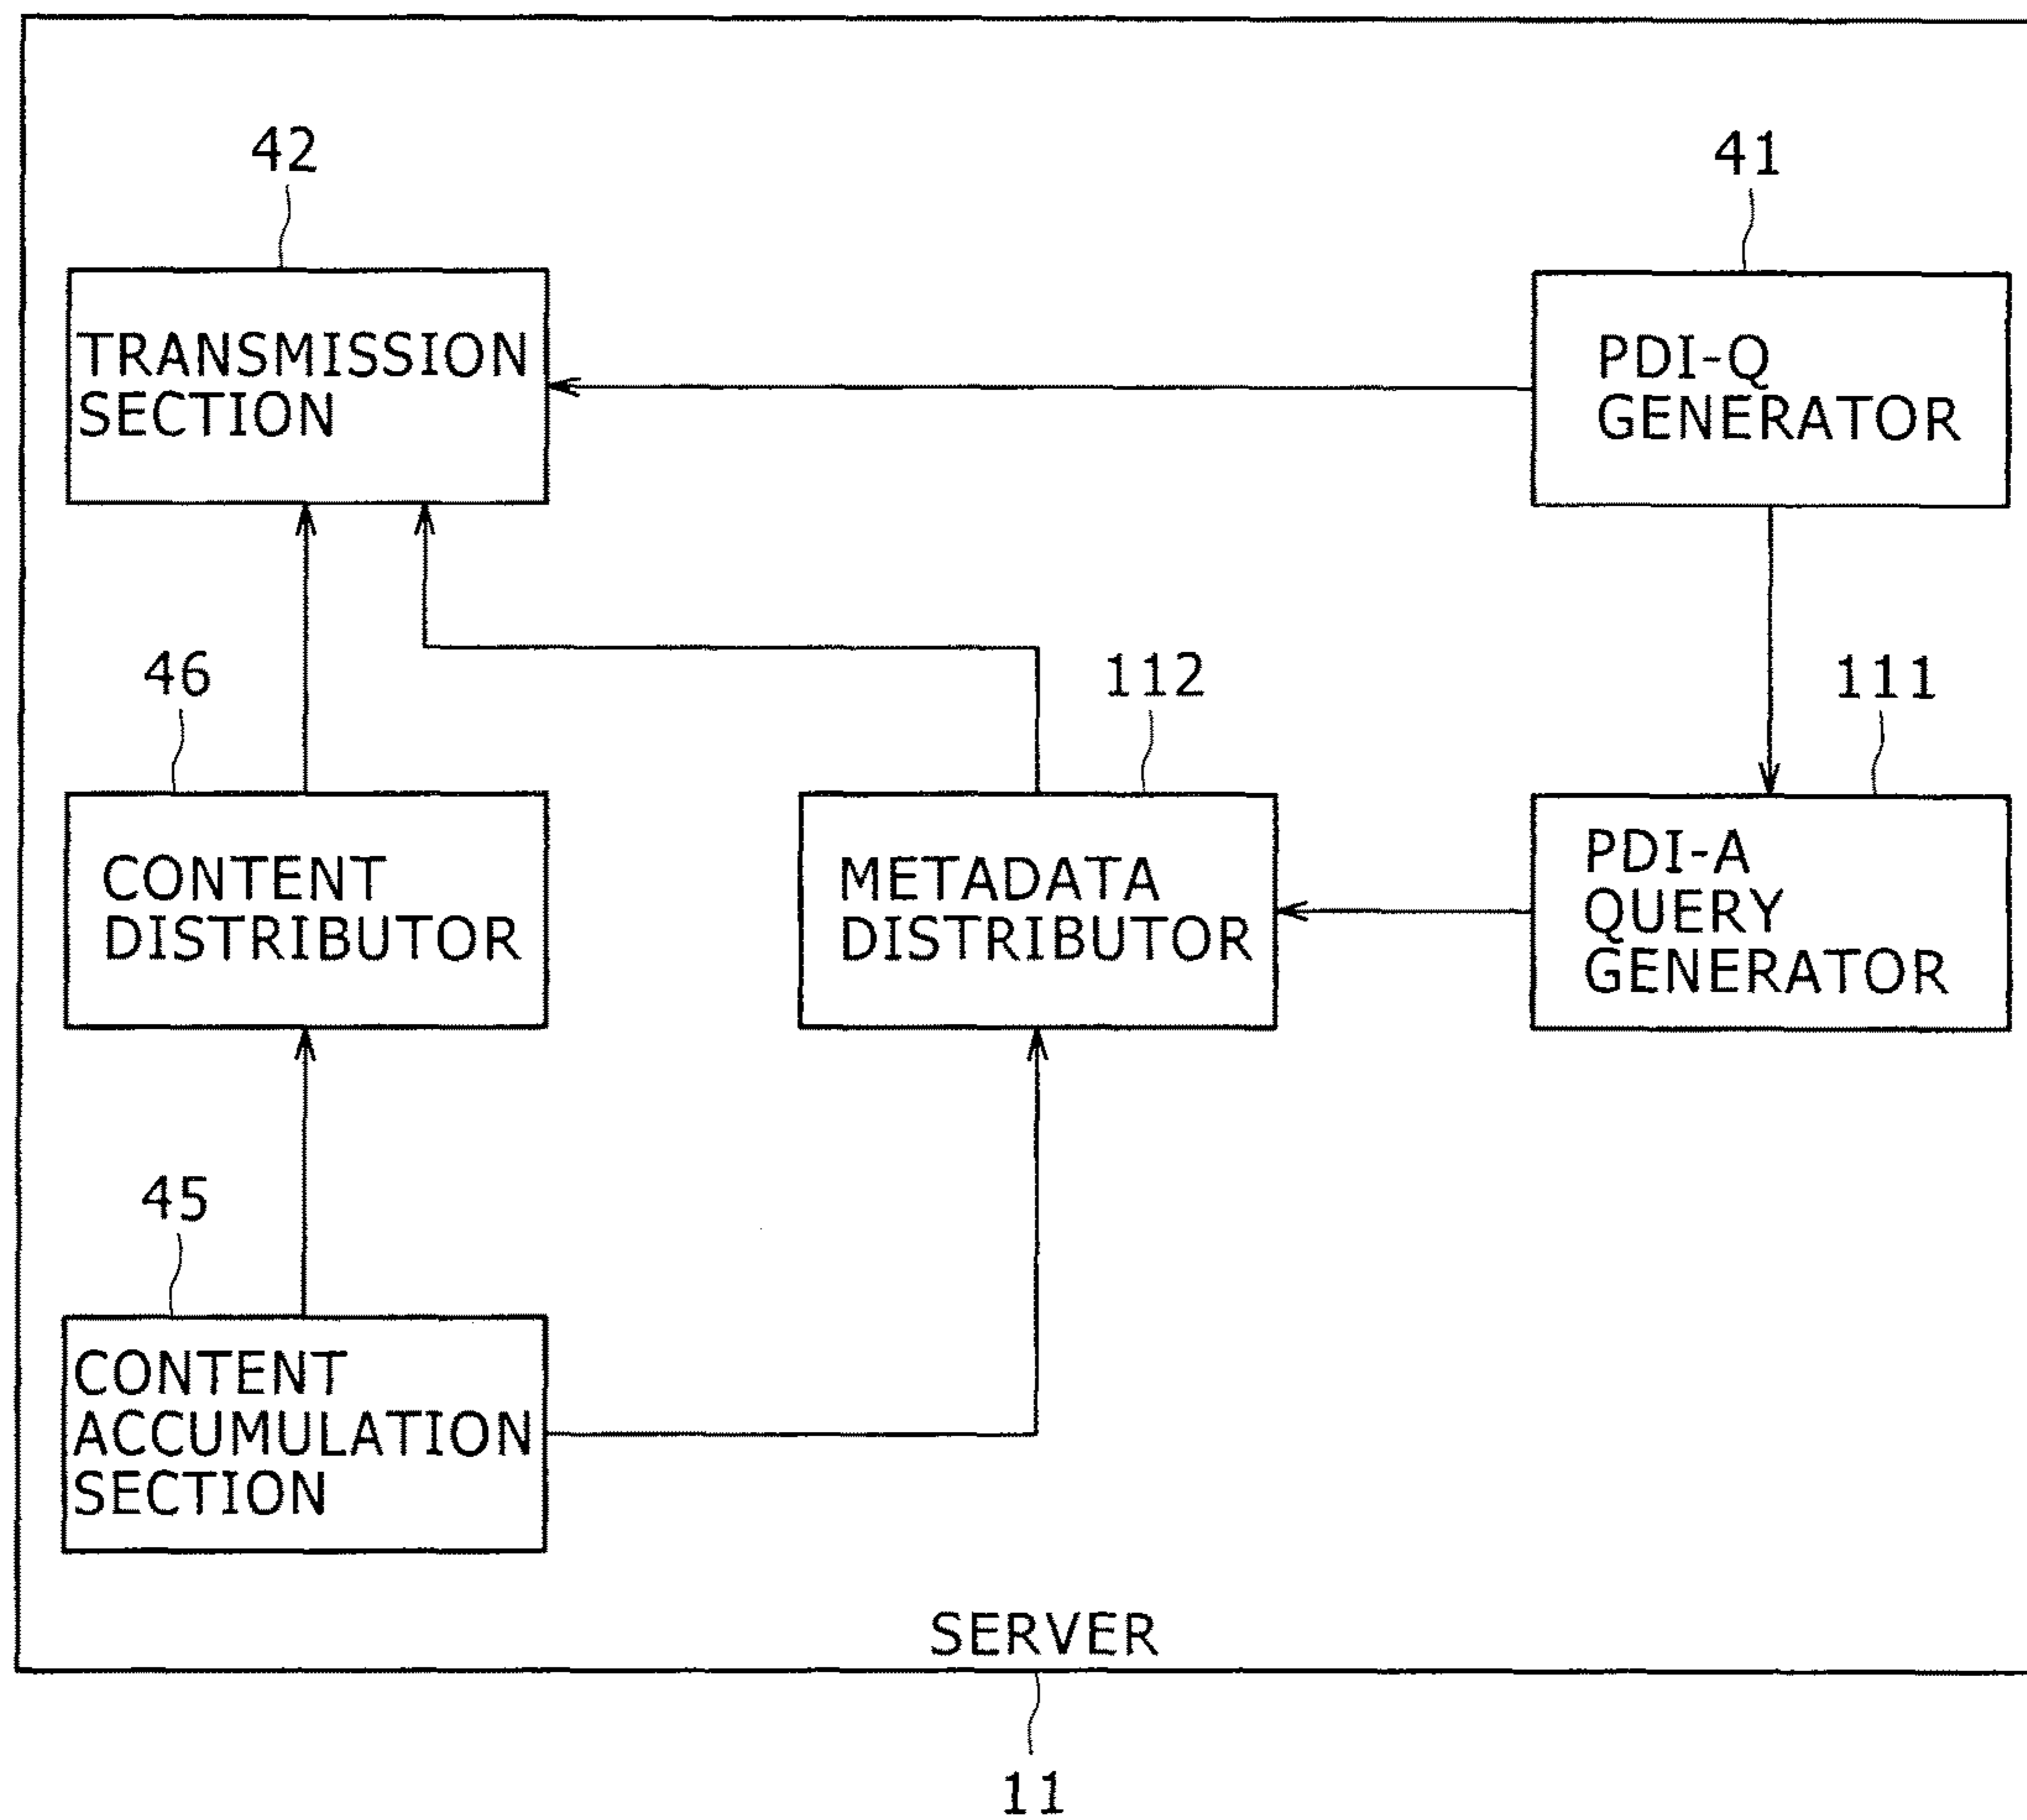 42
41
TRANSMISSION
SECTION
PDI-Q
GENERATOR
46
112
111
CONTENT
DISTRIBUTOR
METADATA
DISTRIBUTOR
PDI-A
QUERY
GENERATOR
45
CONTENT
ACCUMULATION
SECTION
SERVER
11